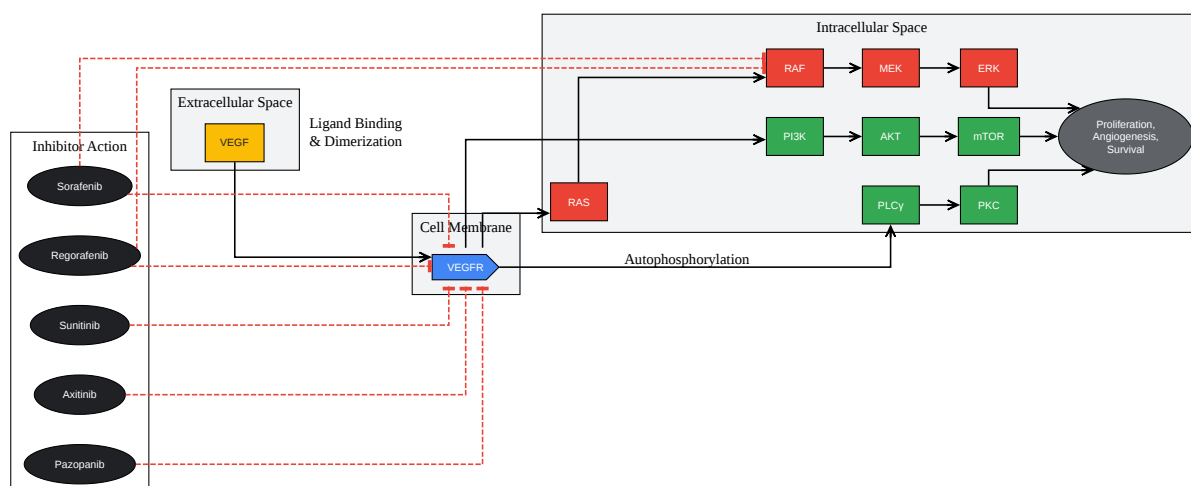 Intracellular Space
RAF
MEK
ERK
Extracellular Space
VEGF
Ligand Binding
& Dimerization
PI3K
AKT
mTOR
Proliferation,
Angiogenesis,
Survival
Inhibitor Action
Sorafenib
RAS
PLCγ
PKC
Cell Membrane
Regorafenib
VEGFR
Autophosphorylation
Sunitinib
Axitinib
Pazopanib